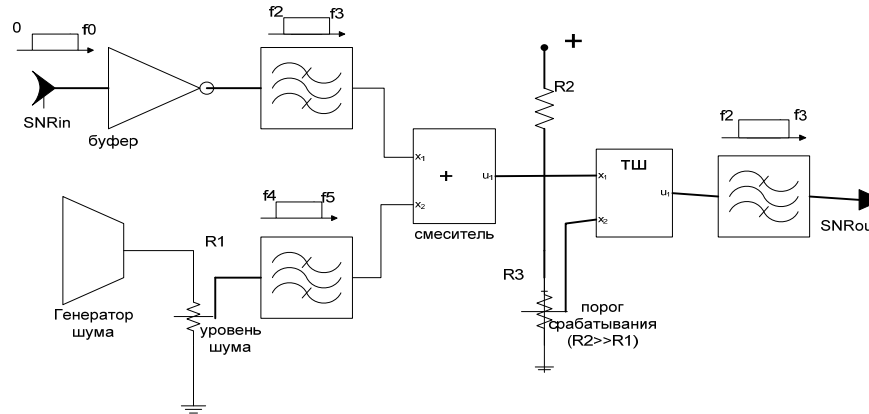 0
f0
f2
f3
SNRin
буфер
+
R2
x₁
+
u₁
x₂
смеситель
x₁
ТШ
u₁
x₂
f2
f3
SNRou
f4
f5
R1
Генератор
шума
уровень
шума
R3
порог
срабатывания
(R2>>R1)